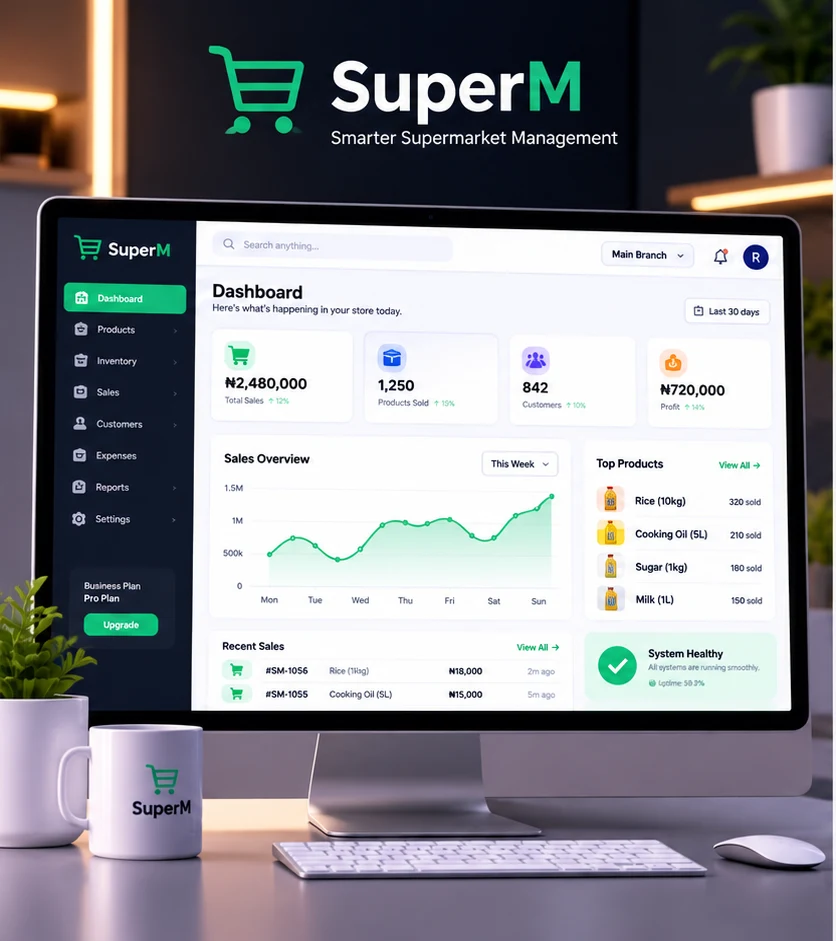 SuperM
Smarter Supermarket Management
SuperM
Search anything...
Main Branch
R
Dashboard
Products
Inventory
Sales
Customers
Expenses
Reports
Settings
Business Plan
Pro Plan
Upgrade
Dashboard
Here's what's happening in your store today.
Last 30 days
₦2,480,000
Total Sales ↑ 12%
1,250
Products Sold ↑ 15%
842
Customers ↑ 10%
₦720,000
Profit ↑ 14%
Sales Overview
This Week
1.5M
1M
500k
0
Mon Tue Wed Thu Fri Sat Sun
Top Products
View All →
Rice (10kg) 320 sold
Cooking Oil (5L) 210 sold
Sugar (1kg) 180 sold
Milk (1L) 150 sold
Recent Sales
View All →
#SM-1056 Rice ₦18,000 2m ago
#SM-1055 Cooking Oil (5L) ₦15,000 5m ago
System Healthy
All systems are running smoothly.
SuperM